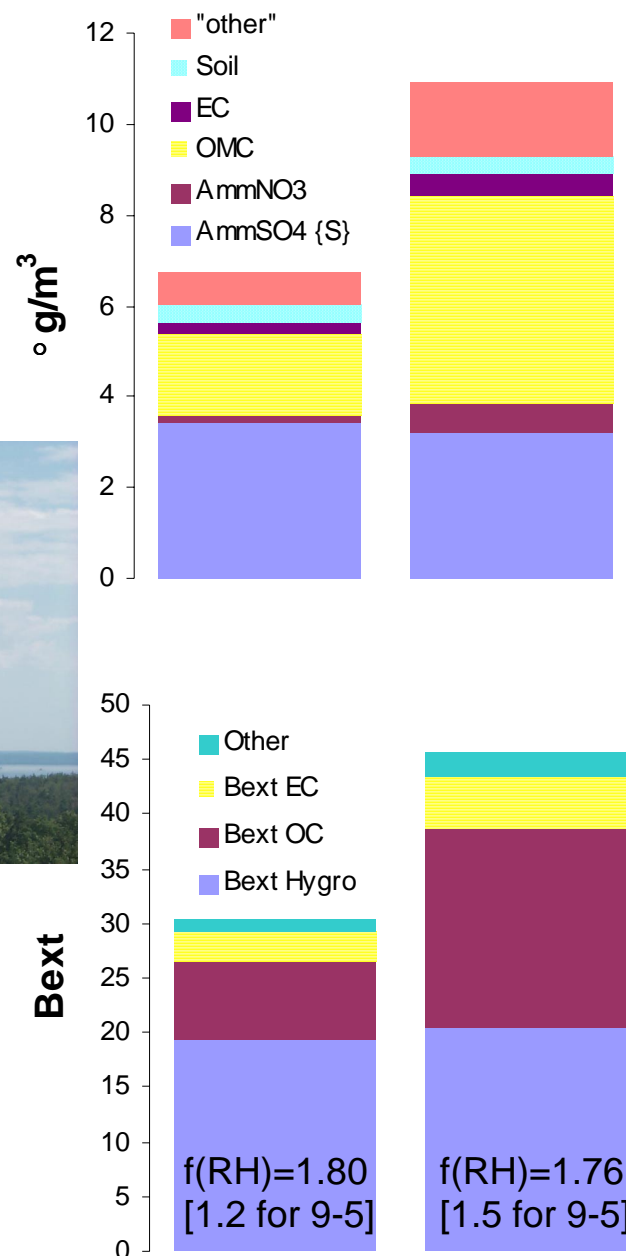 12
10
8
6
4
2
0
° g/m³
"other"
Soil
EC
OMC
AmmNO3
AmmSO4 {S}
50
45
40
35
30
25
20
15
10
5
0
Bext
Other
Bext EC
Bext OC
Bext Hygro
f(RH)=1.80
[1.2 for 9-5]
f(RH)=1.76
[1.5 for 9-5]